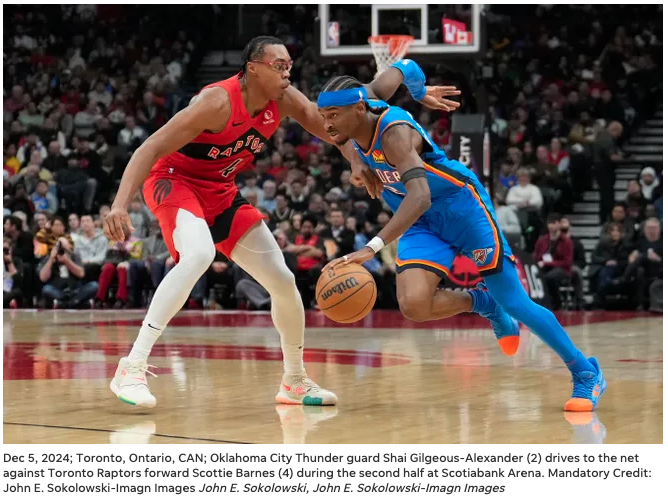 RAPTORS
4
Wilson
Dec 5, 2024; Toronto, Ontario, CAN; Oklahoma City Thunder guard Shai Gilgeous-Alexander (2) drives to the net
against Toronto Raptors forward Scottie Barnes (4) during the second half at Scotiabank Arena. Mandatory Credit:
John E. Sokolowski-Imagn Images John E. Sokolowski, John E. Sokolowski-Imagn Images